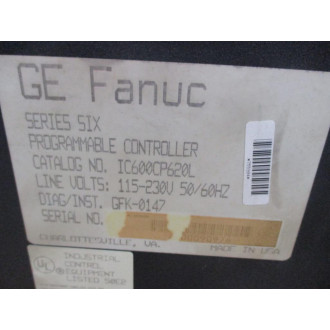 GE Fanuc
SERIES SIX
PROGRAMMABLE CONTROLLER
CATALOG NO. IC600CP620L
LINE VOLTS: 115-230V 50/60HZ
DIAG/INST. GFK-0147
SERIAL NO.
CHARLOTTESVILLE, VA. MADE IN USA
UL INDUSTRIAL
CONTROL
EQUIPMENT
LISTED